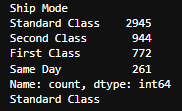 Ship Mode
Standard Class    2945
Second Class       944
First Class        772
Same Day           261
Name: count, dtype: int64
Standard Class